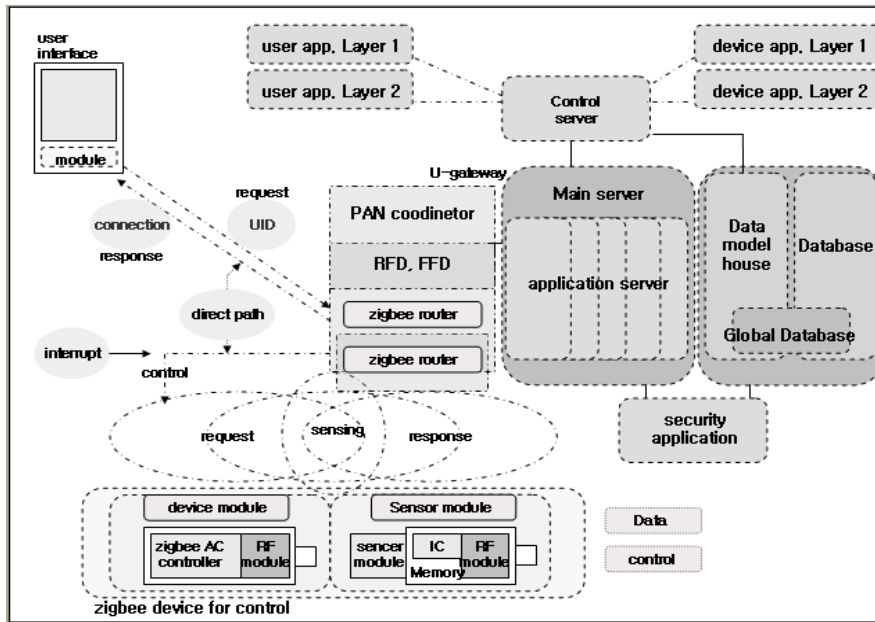 user
interface
module
user app. Layer 1
user app. Layer 2
device app. Layer 1
device app. Layer 2
Control
server
U-gateway
request
connection
UID
response
direct path
interrupt
control
PAN coodinetor
RFD, FFD
zigbee router
zigbee router
Main server
application server
Data
model
house
Database
Global Database
security
application
request
sensing
response
device module
Sensor module
zigbee AC
controller
RF
module
sencer
module
IC
Memory
RF
module
zigbee device for control
Data
control